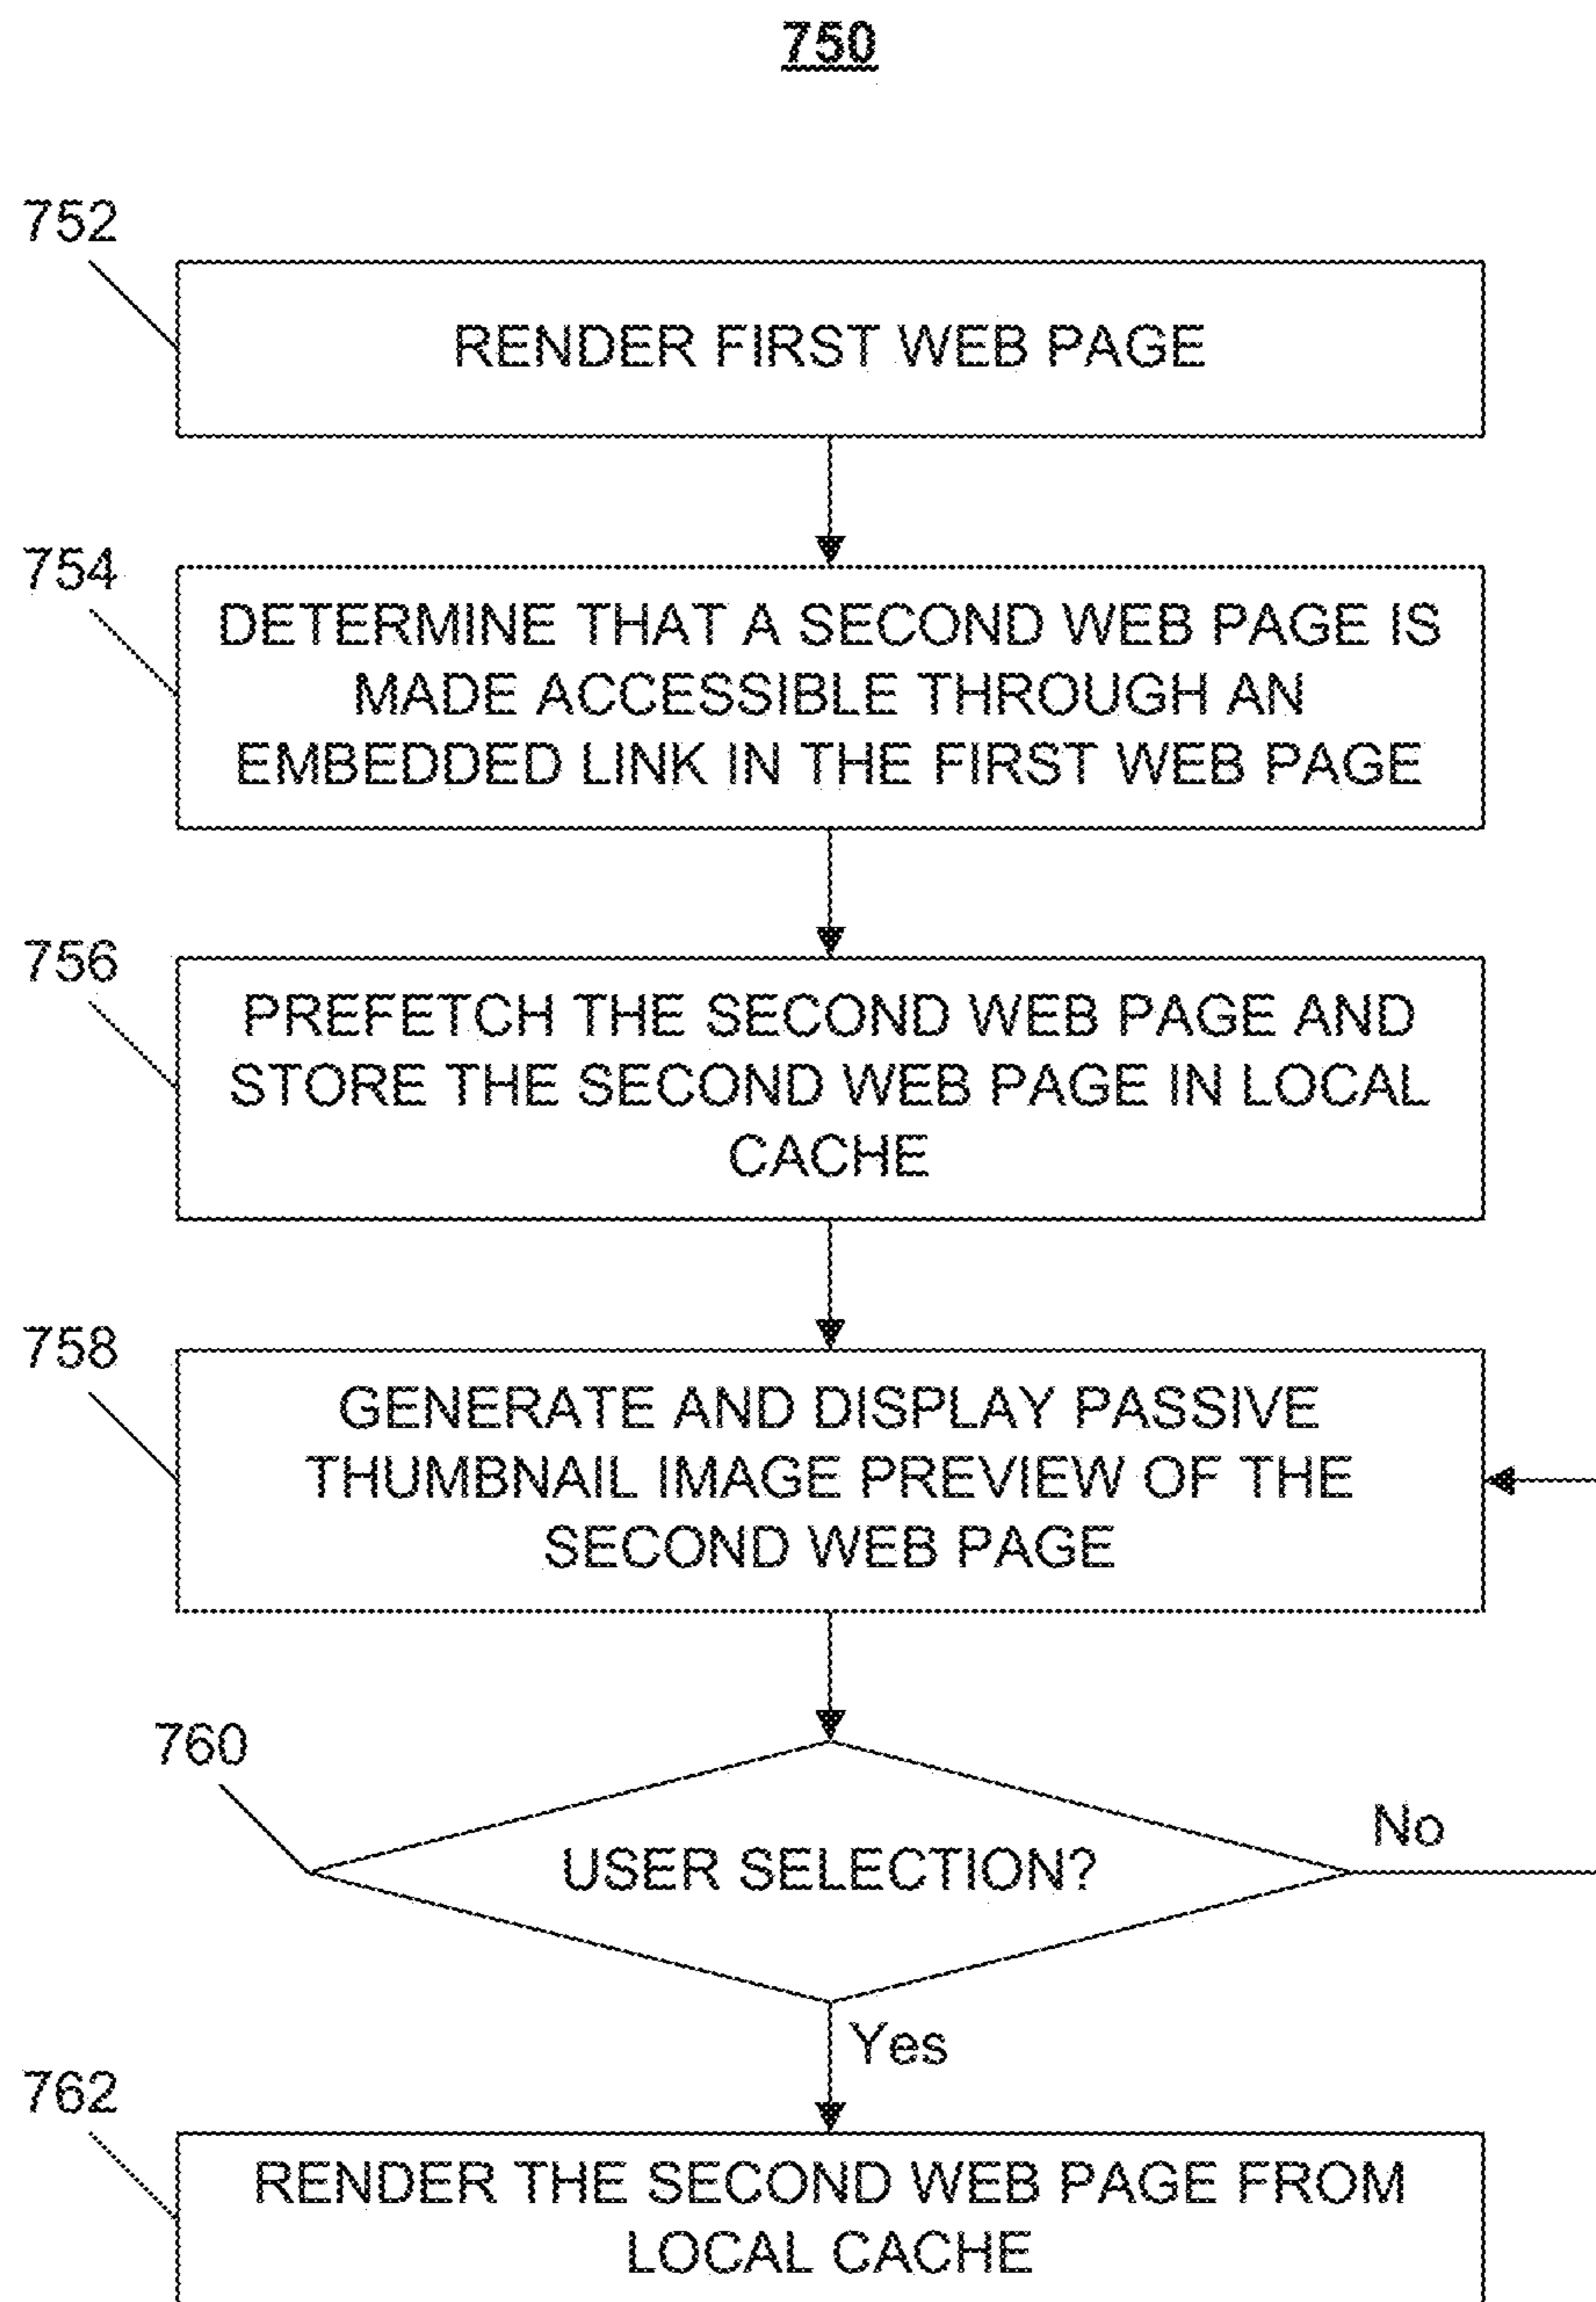 750
752
RENDER FIRST WEB PAGE
754
DETERMINE THAT A SECOND WEB PAGE IS
MADE ACCESSIBLE THROUGH AN
EMBEDDED LINK IN THE FIRST WEB PAGE
756
PREFETCH THE SECOND WEB PAGE AND
STORE THE SECOND WEB PAGE IN LOCAL
CACHE
758
GENERATE AND DISPLAY PASSIVE
THUMBNAIL IMAGE PREVIEW OF THE
SECOND WEB PAGE
760
USER SELECTION?
No
Yes
762
RENDER THE SECOND WEB PAGE FROM
LOCAL CACHE